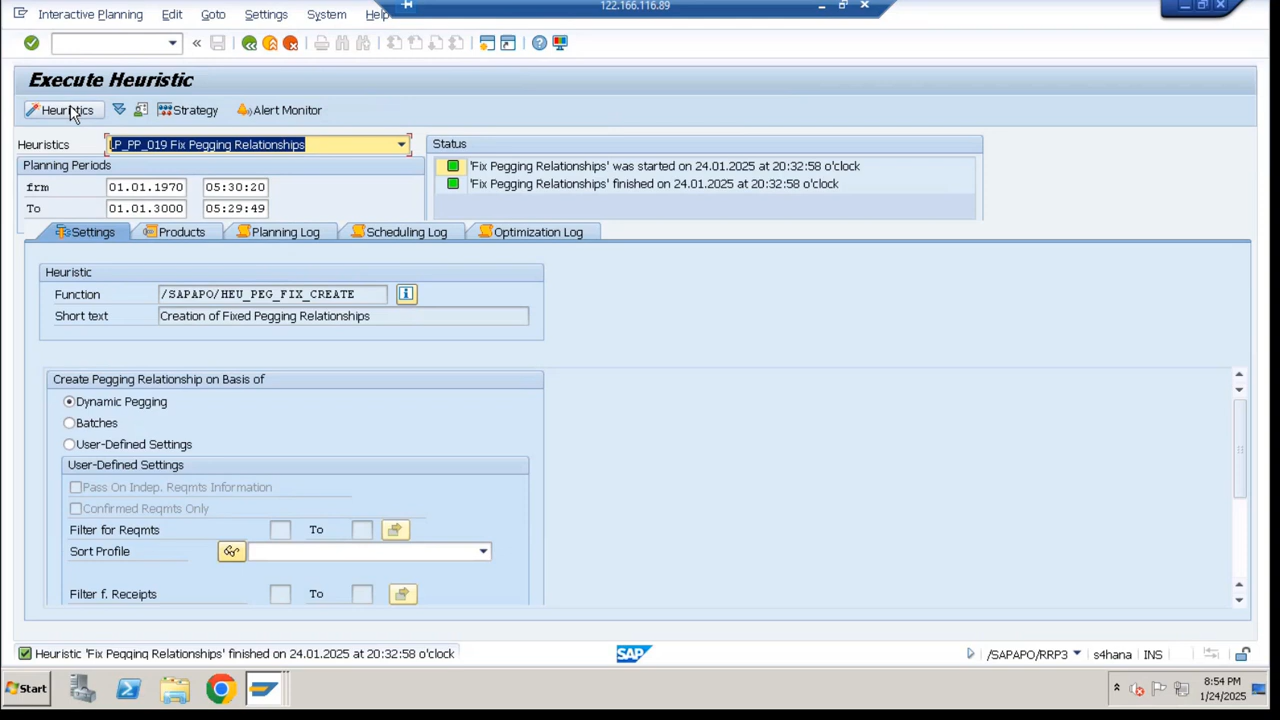 122.166.116.89
Interactive Planning Edit Goto Settings System Help
Execute Heuristic
Heuristics Strategy Alert Monitor
Heuristics LP_PP_019 Fix Pegging Relationships
Status
Planning Periods
'Fix Pegging Relationships' was started on 24.01.2025 at 20:32:58 o'clock
frm 01.01.1970 05:30:20
'Fix Pegging Relationships' finished on 24.01.2025 at 20:32:58 o'clock
To 01.01.3000 05:29:49
Settings Products Planning Log Scheduling Log Optimization Log
Heuristic
Function /SAPAPO/HEU_PEG_FIX_CREATE
Short text Creation of Fixed Pegging Relationships
Create Pegging Relationship on Basis of
Dynamic Pegging
Batches
User-Defined Settings
User-Defined Settings
Pass On Indep. Reqmts Information
Confirmed Reqmts Only
Filter for Reqmts To
Sort Profile
Filter f. Receipts To
Heuristic 'Fix Pegging Relationships' finished on 24.01.2025 at 20:32:58 o'clock
SAP
/SAPAPO/RRP3 s4hana INS
Start
8:54 PM
1/24/2025